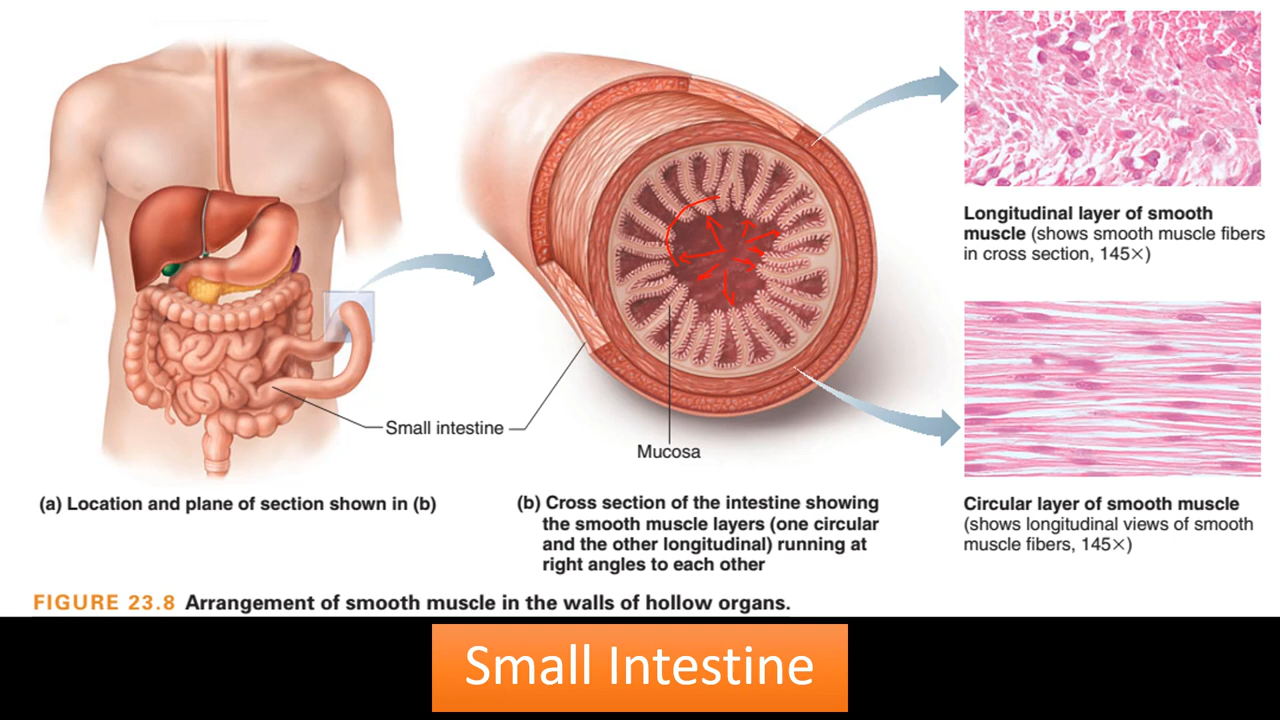 Longitudinal layer of smooth
muscle (shows smooth muscle fibers
in cross section, 145×)
Small intestine
Mucosa
(a) Location and plane of section shown in (b)
(b) Cross section of the intestine showing
the smooth muscle layers (one circular
and the other longitudinal) running at
right angles to each other
Circular layer of smooth muscle
(shows longitudinal views of smooth
muscle fibers, 145×)
FIGURE 23.8 Arrangement of smooth muscle in the walls of hollow organs.
Small Intestine